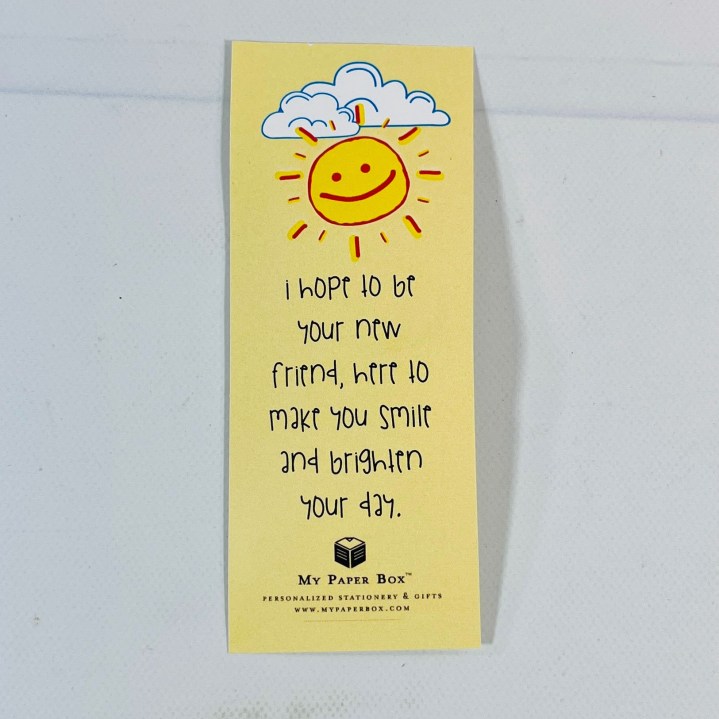 i hope to be
your new
friend, here to
make you smile
and brighten
your day.
My Paper Box™
PERSONALIZED STATIONERY & GIFTS
WWW.MYPAPERBOX.COM